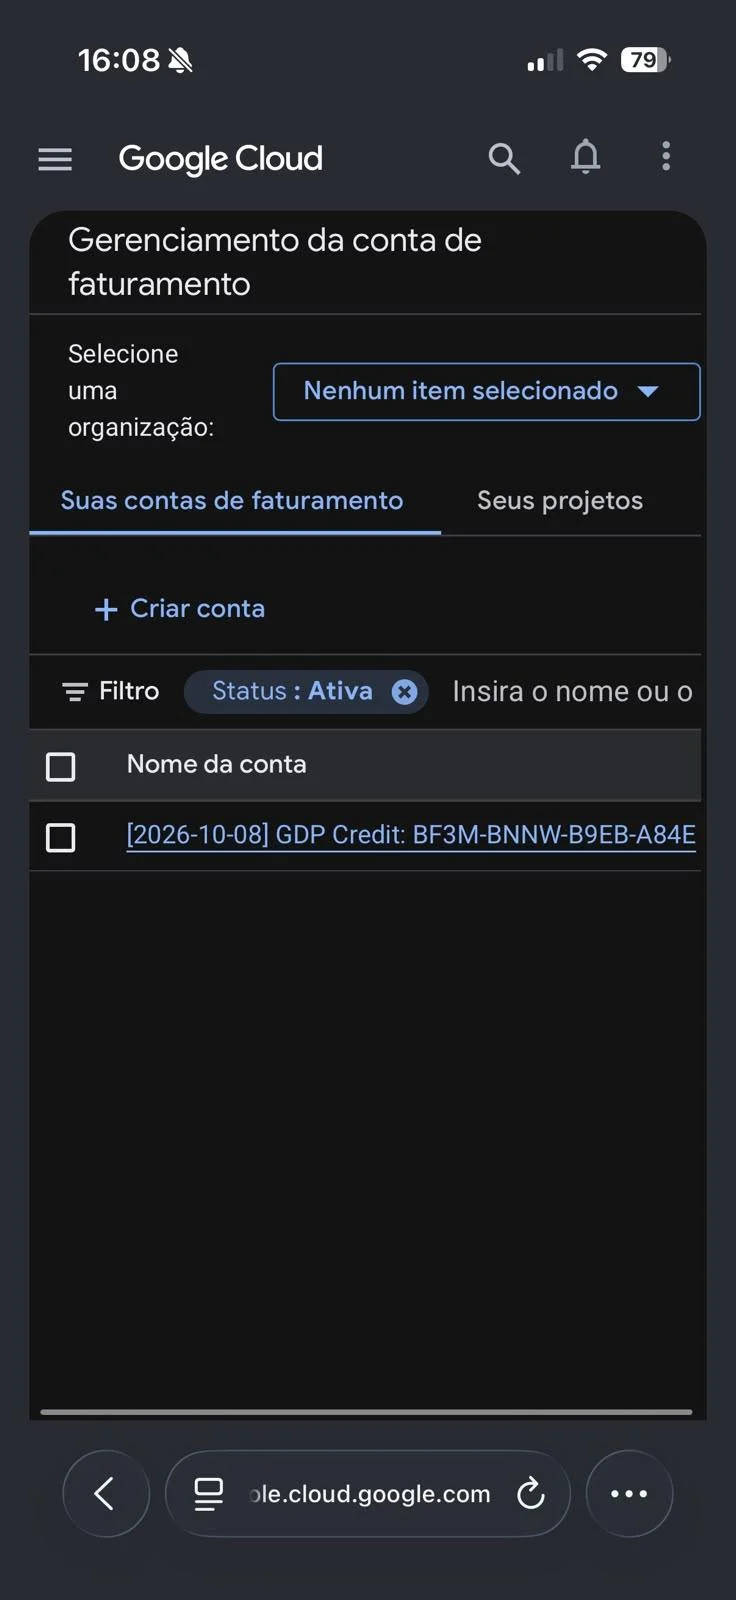 16:08
79
Google Cloud
Gerenciamento da conta de
faturamento
Selecione
uma
organização:
Nenhum item selecionado
Suas contas de faturamento
Seus projetos
+ Criar conta
Filtro
Status : Ativa
Insira o nome ou o
Nome da conta
[2026-10-08] GDP Credit: BF3M-BNNW-B9EB-A84E
ole.cloud.google.com